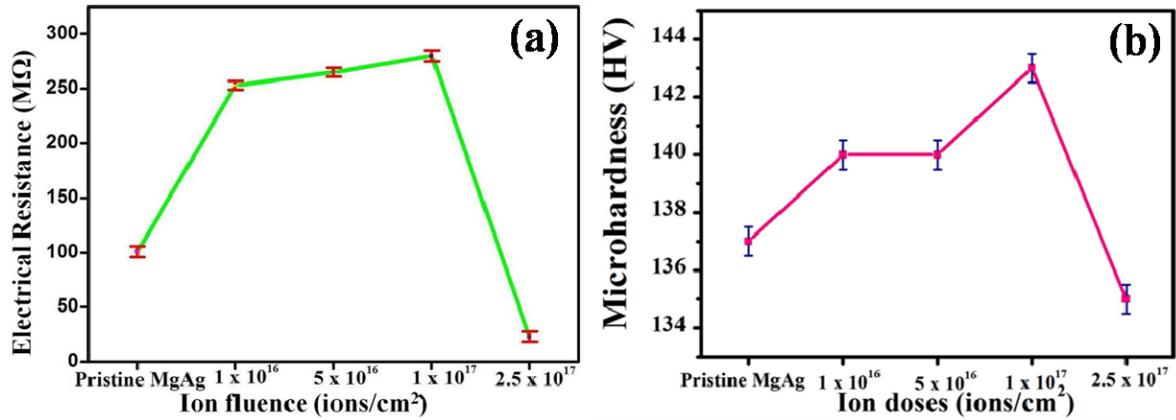 (a)
Electrical Resistance (MΩ)
300
250
200
150
100
50
0
Pristine MgAg 1 x 10¹⁶ 5 x 10¹⁶ 1 x 10¹⁷ 2.5 x 10¹⁷
Ion fluence (ions/cm²)
(b)
Microhardness (HV)
144
142
140
138
136
134
Pristine MgAg 1 x 10¹⁶ 5 x 10¹⁶ 1 x 10¹⁷ 2.5 x 10¹⁷
Ion doses (ions/cm²)